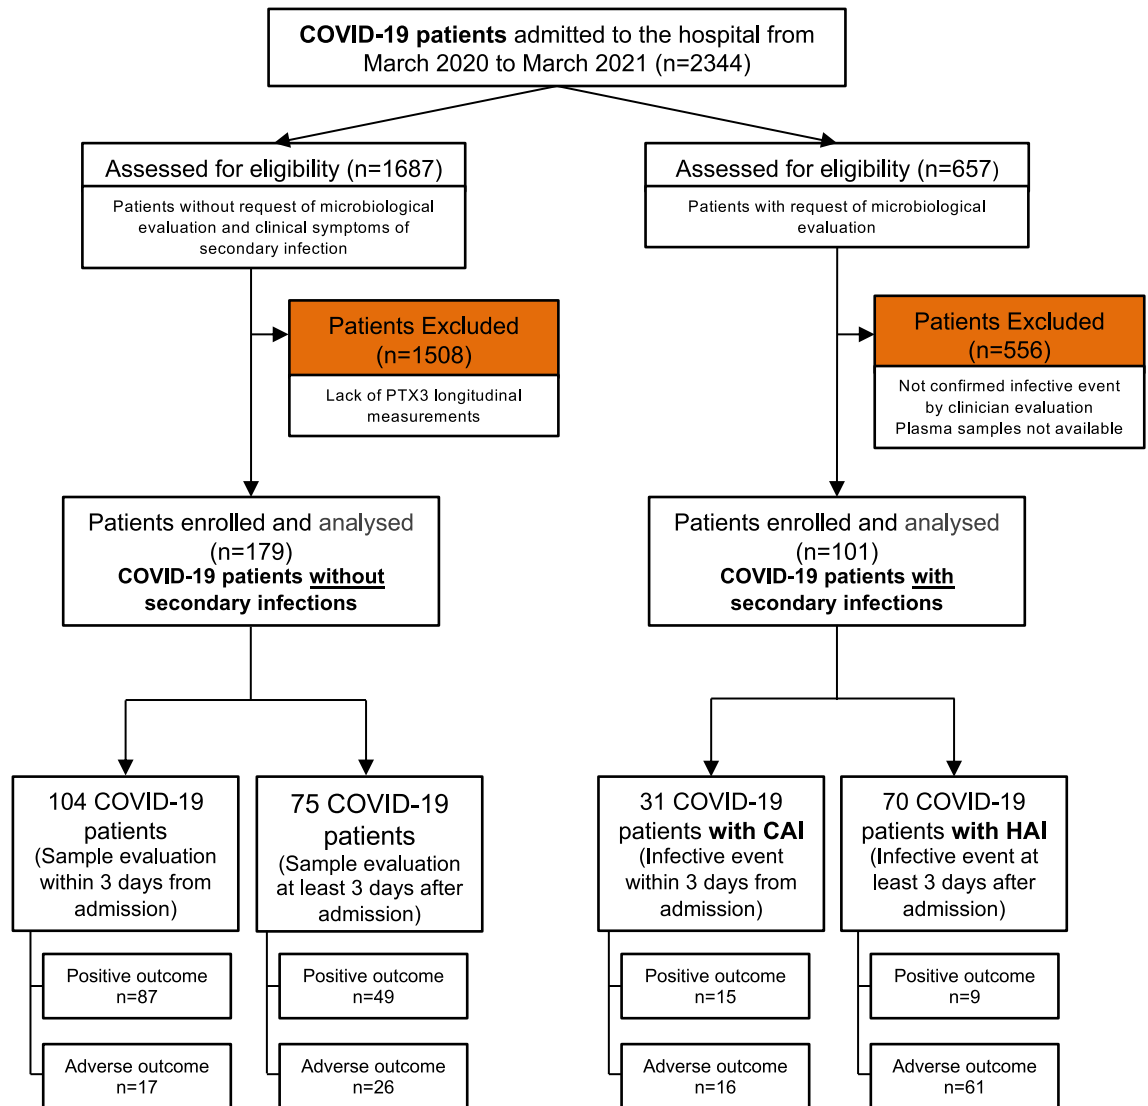 COVID-19 patients admitted to the hospital from
March 2020 to March 2021 (n=2344)
Assessed for eligibility (n=1687)
Patients without request of microbiological
evaluation and clinical symptoms of
secondary infection
Assessed for eligibility (n=657)
Patients with request of microbiological
evaluation
Patients Excluded
(n=1508)
Lack of PTX3 longitudinal
measurements
Patients Excluded
(n=556)
Not confirmed infective event
by clinician evaluation
Plasma samples not available
Patients enrolled and analysed
(n=179)
COVID-19 patients without
secondary infections
Patients enrolled and analysed
(n=101)
COVID-19 patients with
secondary infections
104 COVID-19
patients
(Sample evaluation
within 3 days from
admission)
75 COVID-19
patients
(Sample evaluation
at least 3 days after
admission)
31 COVID-19
patients with CAI
(Infective event
within 3 days from
admission)
70 COVID-19
patients with HAI
(Infective event at
least 3 days after
admission)
Positive outcome
n=87
Positive outcome
n=49
Positive outcome
n=15
Positive outcome
n=9
Adverse outcome
n=17
Adverse outcome
n=26
Adverse outcome
n=16
Adverse outcome
n=61